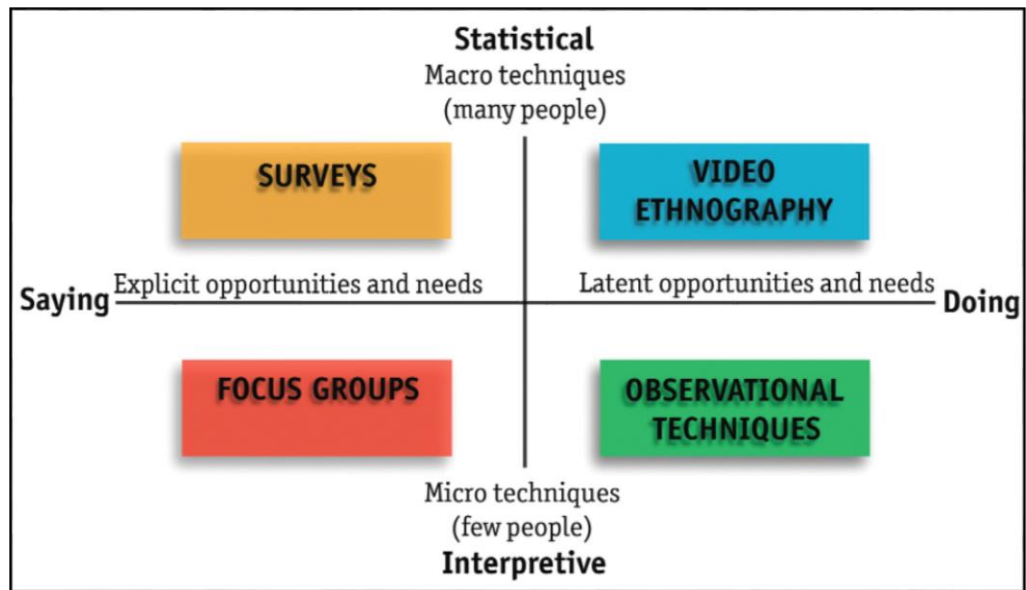 Statistical
Macro techniques
(many people)
SURVEYS
VIDEO
ETHNOGRAPHY
Explicit opportunities and needs
Latent opportunities and needs
Saying
Doing
FOCUS GROUPS
OBSERVATIONAL
TECHNIQUES
Micro techniques
(few people)
Interpretive